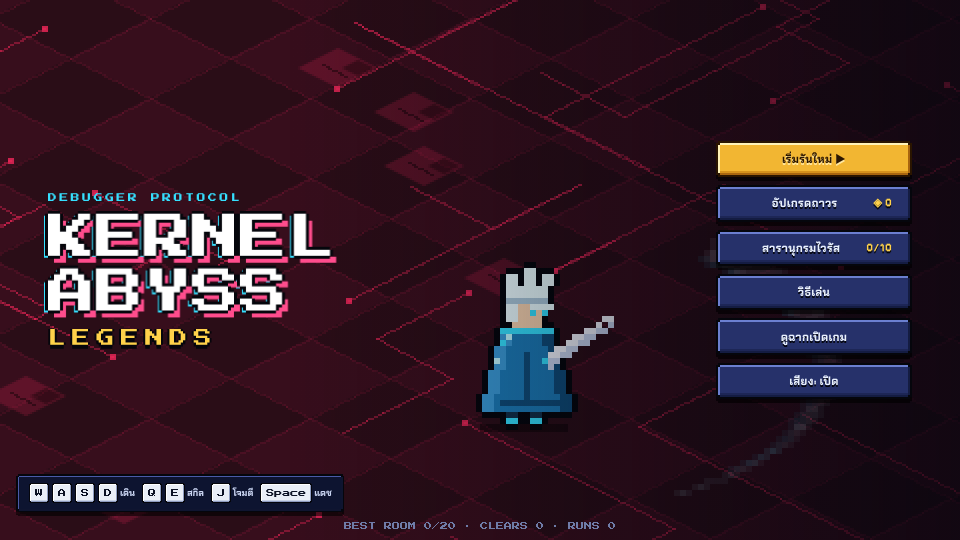 DEBUGGER PROTOCOL
KERNEL
ABYSS
LEGENDS
เริ่มรันใหม่ ▶
อัปเกรดถาวร ◈ 0
สารานุกรมไวรัส 0/10
วิธีเล่น
ดูฉากเปิดเกม
เสียง: เปิด
W A S D เดิน Q E สกิล J โจมตี Space แดช
BEST ROOM 0/20 · CLEARS 0 · RUNS 0